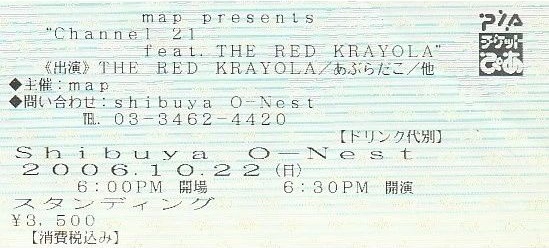 map presents
"Channel 21
feat. THE RED KRAYOLA"
《出演》THE RED KRAYOLA／あぶらだこ／他
◆主催：map
◆問い合わせ：shibuya O-Nest
℡ 03-3462-4420
【ドリンク代別】
Shibuya O-Nest
2006.10.22(日)
6:00PM 開場 6:30PM 開演
スタンディング
¥3,500
【消費税込み】
PIA
チケット
ぴあ